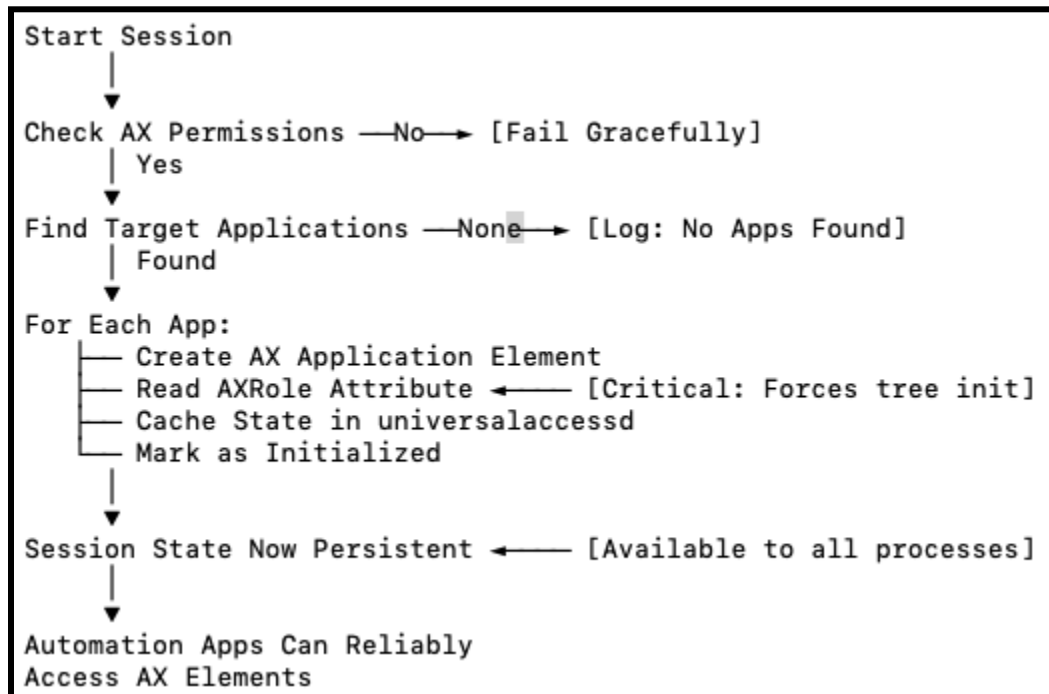 Start Session
Check AX Permissions —No→ [Fail Gracefully]
Yes
Find Target Applications —None→ [Log: No Apps Found]
Found
For Each App:
├── Create AX Application Element
├── Read AXRole Attribute ←── [Critical: Forces tree init]
├── Cache State in universalaccessd
└── Mark as Initialized
Session State Now Persistent ←── [Available to all processes]
Automation Apps Can Reliably
Access AX Elements